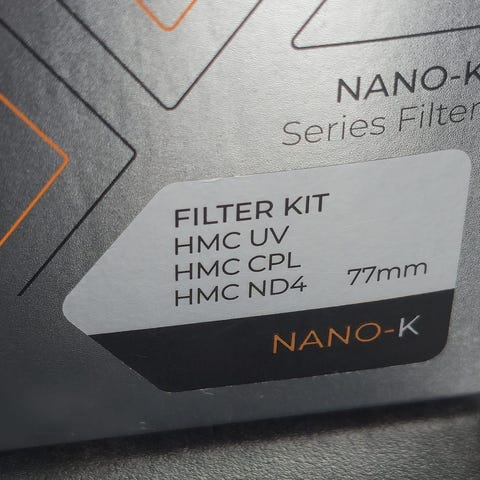 NANO-K
Series Filter
FILTER KIT
HMC UV
HMC CPL
HMC ND4
77mm
NANO-K